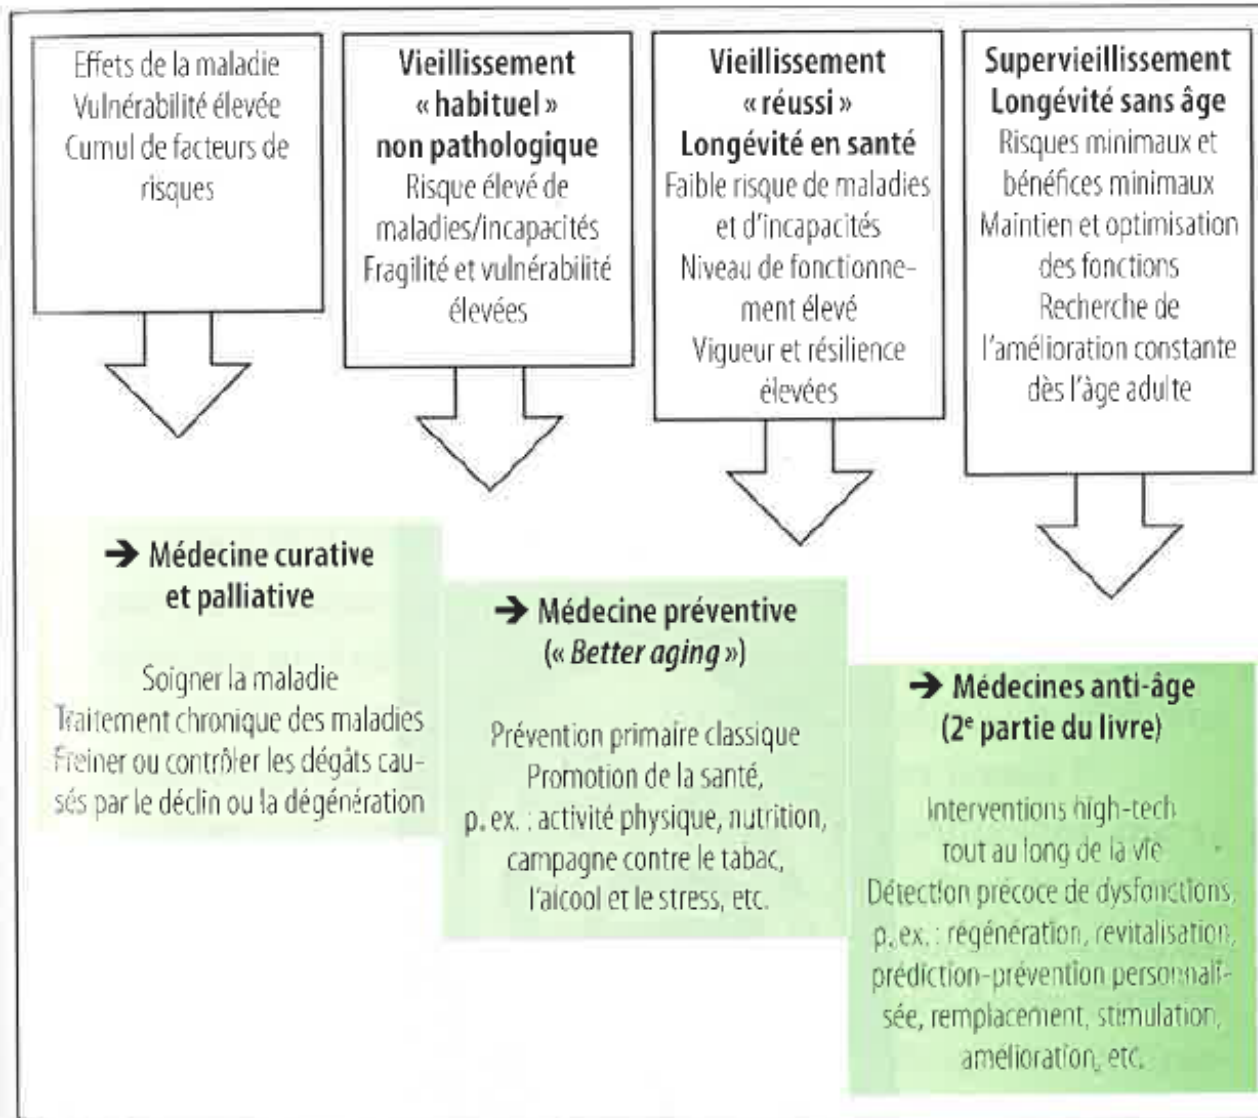 Effets de la maladie
Vulnérabilité élevée
Cumul de facteurs de
risques
Vieillissement
« habituel »
non pathologique
Risque élevé de
maladies/incapacités
Fragilité et vulnérabilité
élevées
Vieillissement
« réussi »
Longévité en santé
Faible risque de maladies
et d'incapacités
Niveau de fonctionne-
ment élevé
Vigueur et résilience
élevées
Supervieillissement
Longévité sans âge
Risques minimaux et
bénéfices minimaux
Maintien et optimisation
des fonctions
Recherche de
l'amélioration constante
dès l'âge adulte
➔ Médecine curative
et palliative
Soigner la maladie
Traitement chronique des maladies
Freiner ou contrôler les dégâts cau-
sés par le déclin ou la dégénération
➔ Médecine préventive
(« Better aging »)
Prévention primaire classique
Promotion de la santé,
p. ex. : activité physique, nutrition,
campagne contre le tabac,
l'alcool et le stress, etc.
➔ Médecines anti-âge
(2e partie du livre)
Interventions high-tech
tout au long de la vie
Détection précoce de dysfonctions,
p. ex. : régénération, revitalisation,
prédiction-prévention personnali-
sée, remplacement, stimulation,
amélioration, etc.